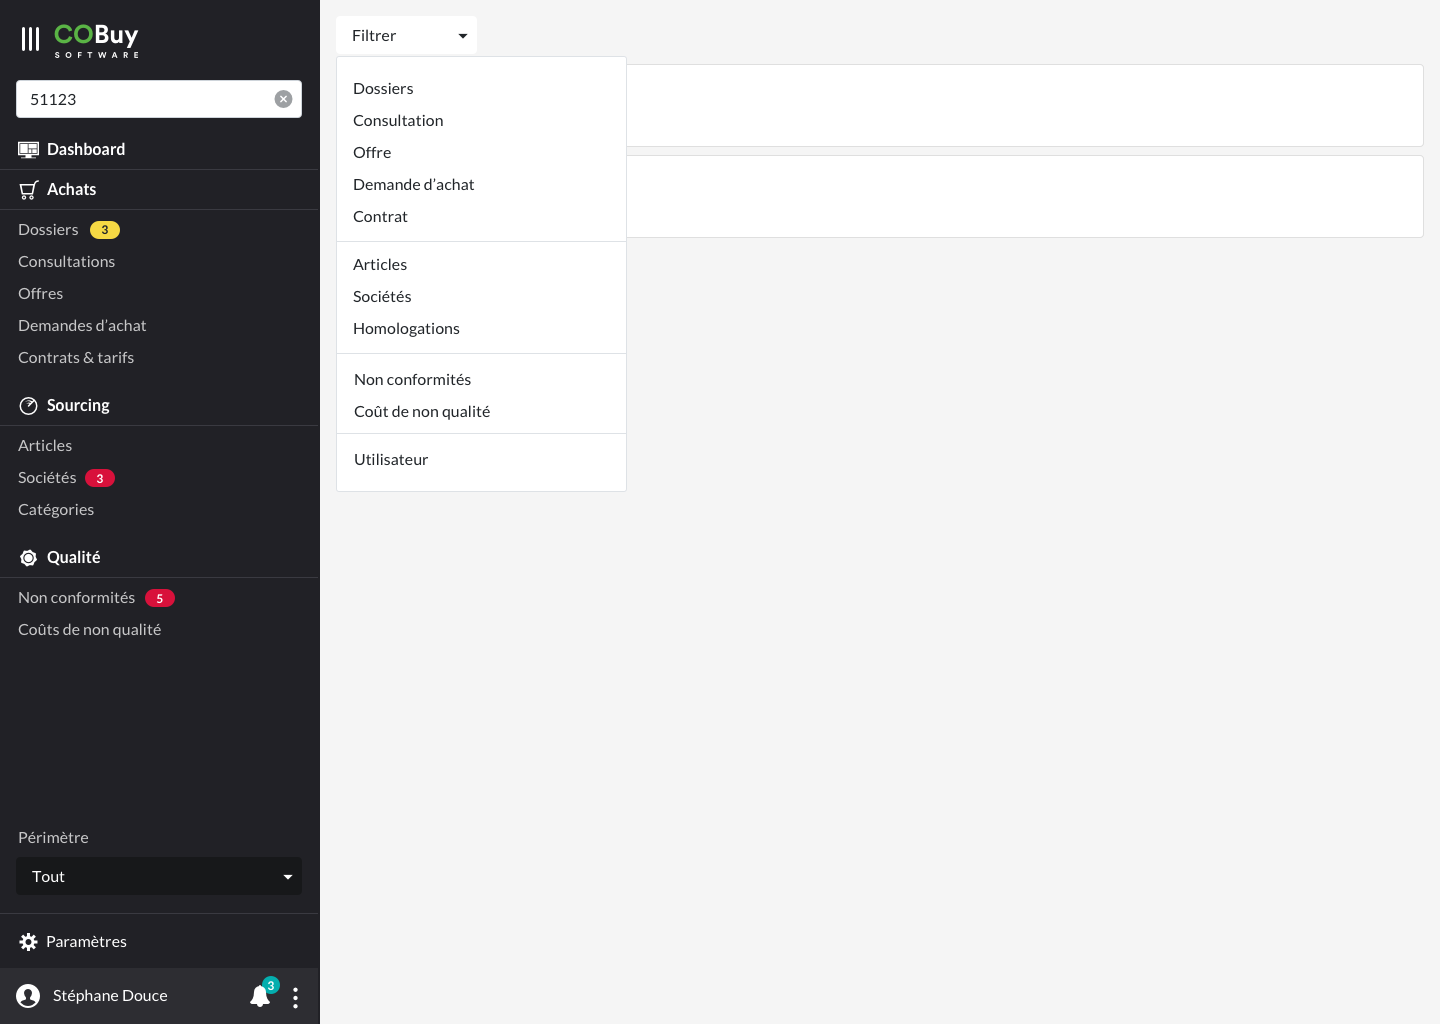 COBuy
SOFTWARE
51123
Dashboard
Achats
Dossiers 3
Consultations
Offres
Demandes d’achat
Contrats & tarifs
Sourcing
Articles
Sociétés 3
Catégories
Qualité
Non conformités 5
Coûts de non qualité
Périmètre
Tout
Paramètres
Stéphane Douce 3
Filtrer
Dossiers
Consultation
Offre
Demande d’achat
Contrat
Articles
Sociétés
Homologations
Non conformités
Coût de non qualité
Utilisateur